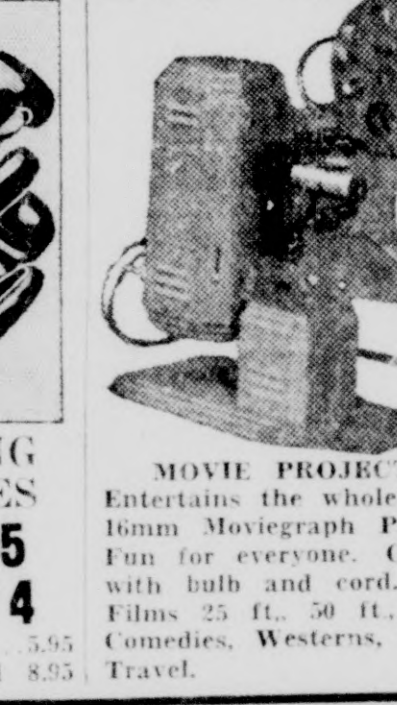 NG
ES
5
4
...5.95
8.95
MOVIE PROJECT
Entertains the whole
16mm Moviegraph P
Fun for everyone. C
with bulb and cord.
Films 25 ft., 50 ft.,
Comedies, Westerns,
Travel.